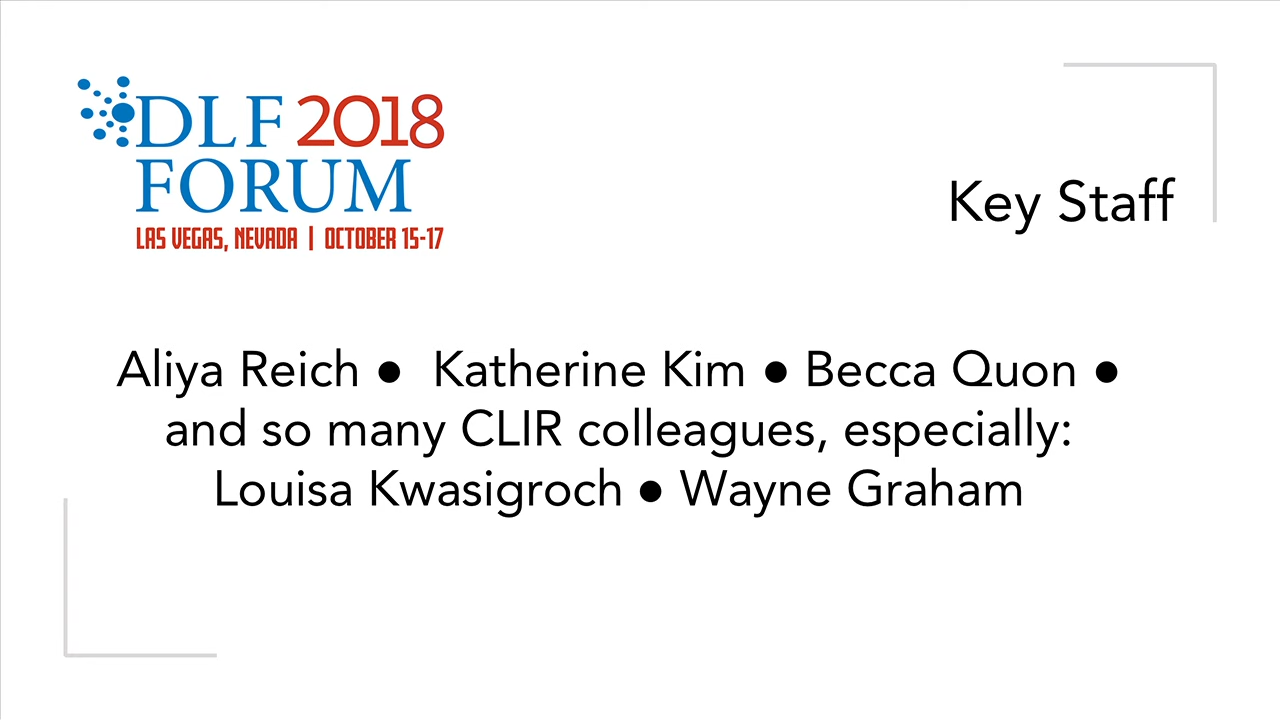 DLF 2018
FORUM
LAS VEGAS, NEVADA | OCTOBER 15-17
Key Staff
Aliya Reich ● Katherine Kim ● Becca Quon ●
and so many CLIR colleagues, especially:
Louisa Kwasigroch ● Wayne Graham